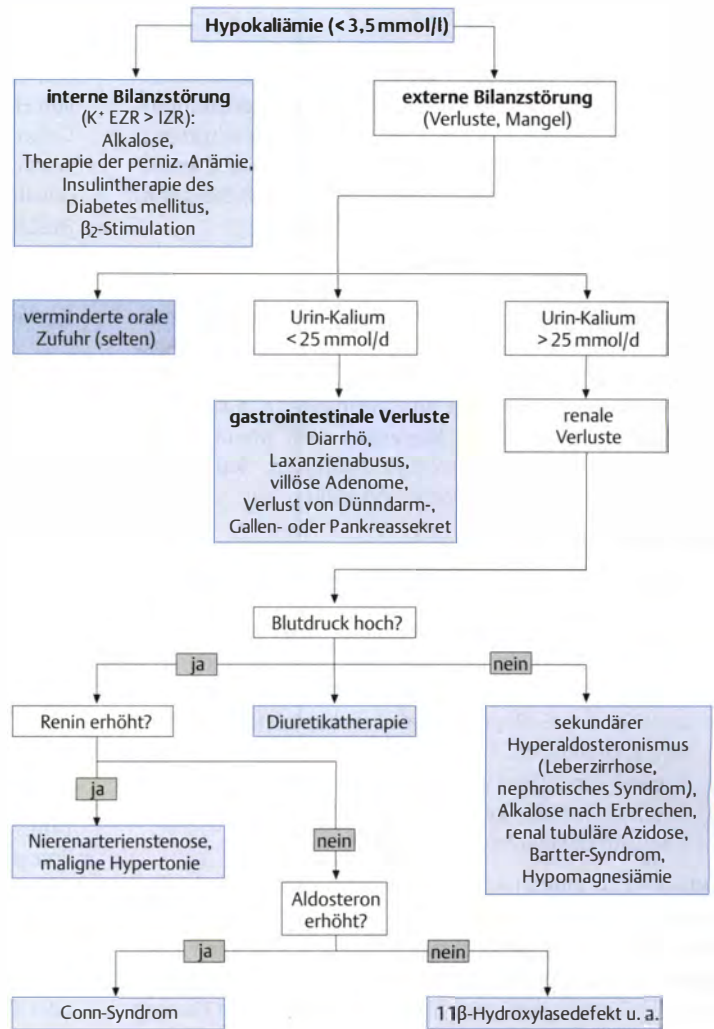 Hypokaliämie (< 3,5 mmol/l)
interne Bilanzstörung
(K⁺ EZR > IZR):
Alkalose,
Therapie der perniz. Anämie,
Insulintherapie des
Diabetes mellitus,
β₂-Stimulation
externe Bilanzstörung
(Verluste, Mangel)
verminderte orale
Zufuhr (selten)
Urin-Kalium
< 25 mmol/d
Urin-Kalium
> 25 mmol/d
gastrointestinale Verluste
Diarrhö,
Laxanzienabusus,
villöse Adenome,
Verlust von Dünndarm-,
Gallen- oder Pankreassekret
renale
Verluste
Blutdruck hoch?
ja
nein
Renin erhöht?
Diuretikatherapie
sekundärer
Hyperaldosteronismus
(Leberzirrhose,
nephrotisches Syndrom),
Alkalose nach Erbrechen,
renal tubuläre Azidose,
Bartter-Syndrom,
Hypomagnesiämie
ja
nein
Nierenarterienstenose,
maligne Hypertonie
Aldosteron
erhöht?
ja
nein
Conn-Syndrom
11β-Hydroxylasedefekt u. a.